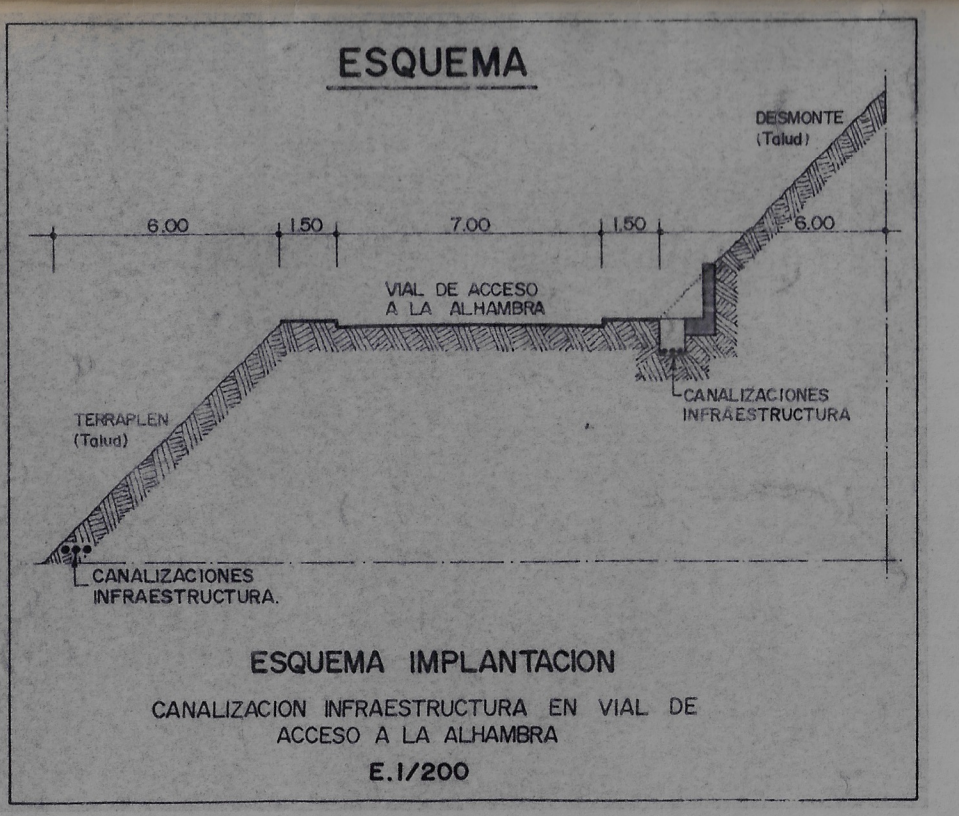 ESQUEMA
DESMONTE
(Talud)
6.00 1.50 7.00 1.50 6.00
VIAL DE ACCESO
A LA ALHAMBRA
CANALIZACIONES
INFRAESTRUCTURA
TERRAPLEN
(Talud)
CANALIZACIONES
INFRAESTRUCTURA.
ESQUEMA IMPLANTACION
CANALIZACION INFRAESTRUCTURA EN VIAL DE
ACCESO A LA ALHAMBRA
E.1/200